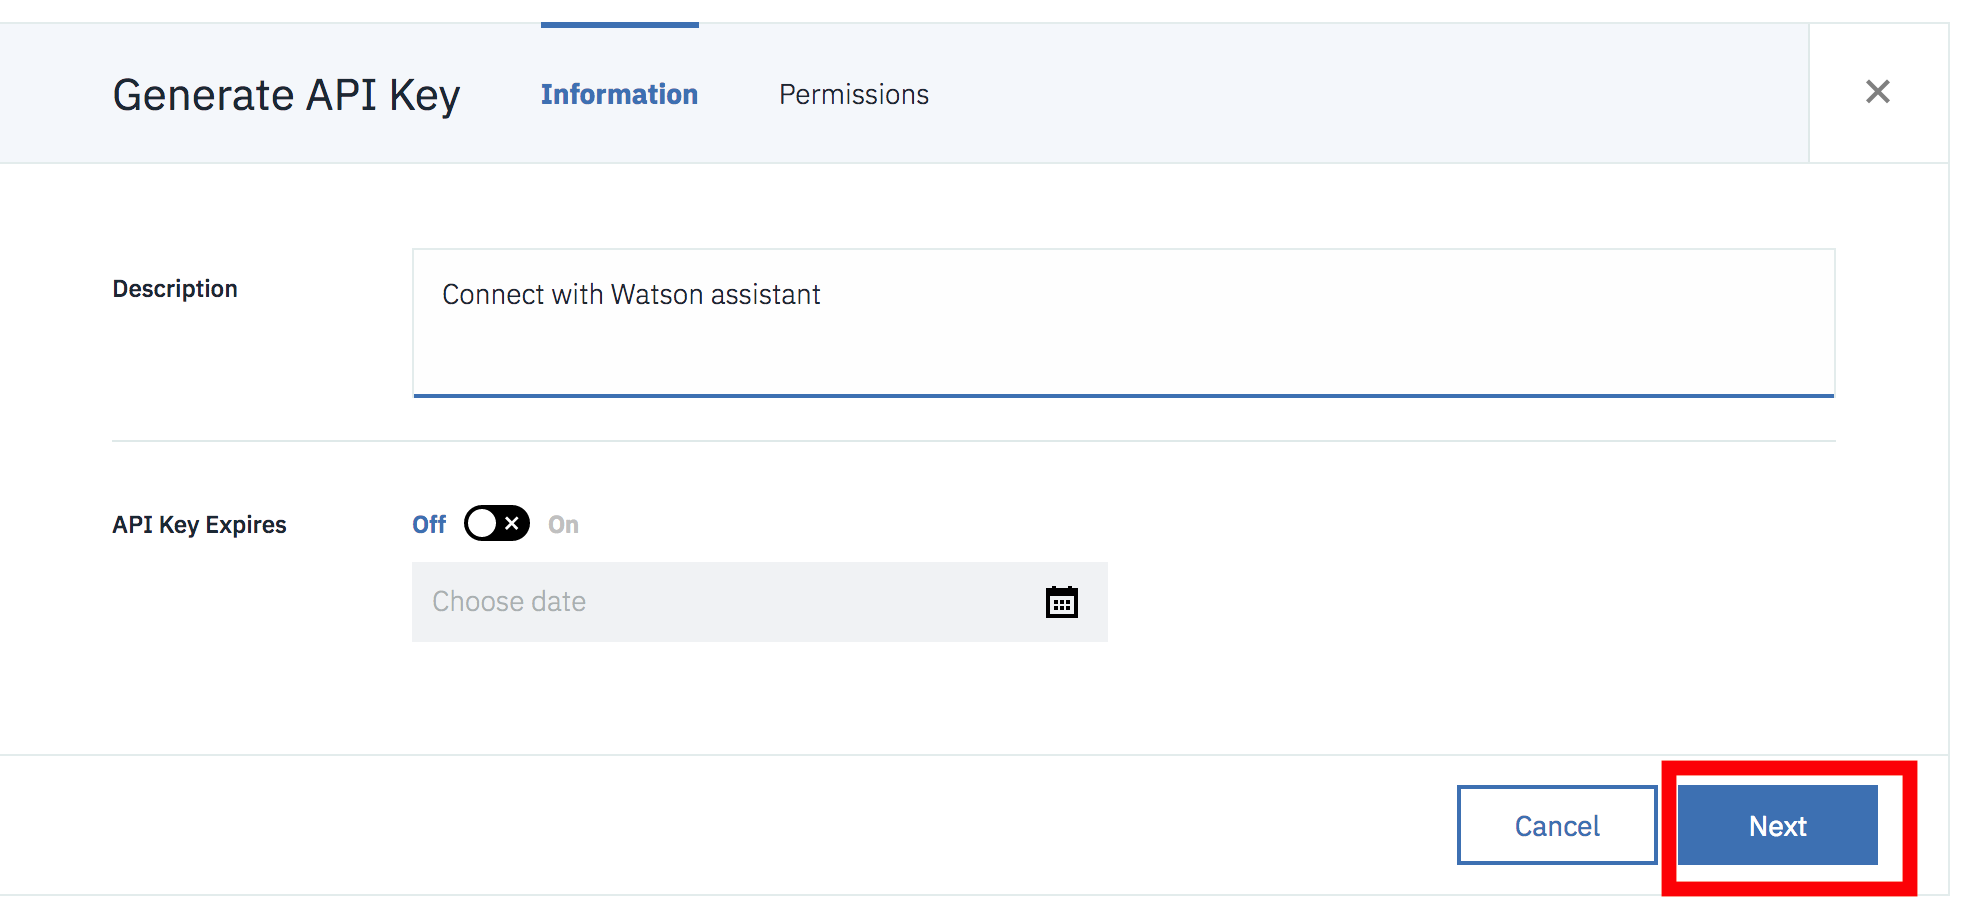 Generate API Key Information Permissions
Description
Connect with Watson assistant
API Key Expires
Off On
Choose date
Cancel Next